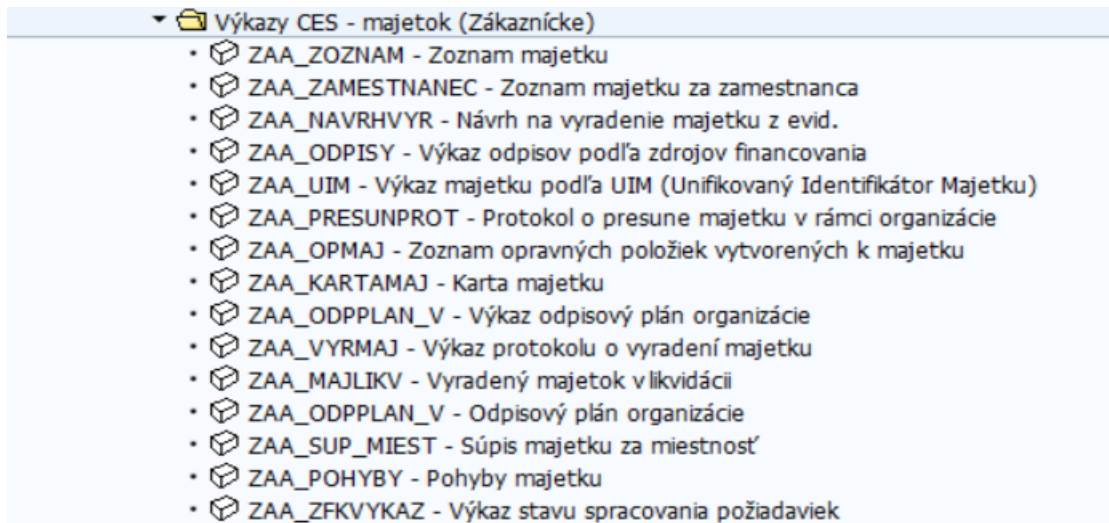 Výkazy CES - majetok (Zákaznícke)
ZAA_ZOZNAM - Zoznam majetku
ZAA_ZAMESTNANEC - Zoznam majetku za zamestnanca
ZAA_NAVRHVYR - Návrh na vyradenie majetku z evid.
ZAA_ODPISY - Výkaz odpisov podľa zdrojov financovania
ZAA_UIM - Výkaz majetku podľa UIM (Unifikovaný Identifikátor Majetku)
ZAA_PRESUNPROT - Protokol o presune majetku v rámci organizácie
ZAA_OPMAJ - Zoznam opravných položiek vytvorených k majetku
ZAA_KARTAMAJ - Karta majetku
ZAA_ODPPLAN_V - Výkaz odpisový plán organizácie
ZAA_VYRMAJ - Výkaz protokolu o vyradení majetku
ZAA_MAJLIKV - Vyradený majetok v likvidácii
ZAA_ODPPLAN_V - Odpisový plán organizácie
ZAA_SUP_MIEST - Súpis majetku za miestnosť
ZAA_POHYBY - Pohyby majetku
ZAA_ZFKVYKAZ - Výkaz stavu spracovania požiadaviek